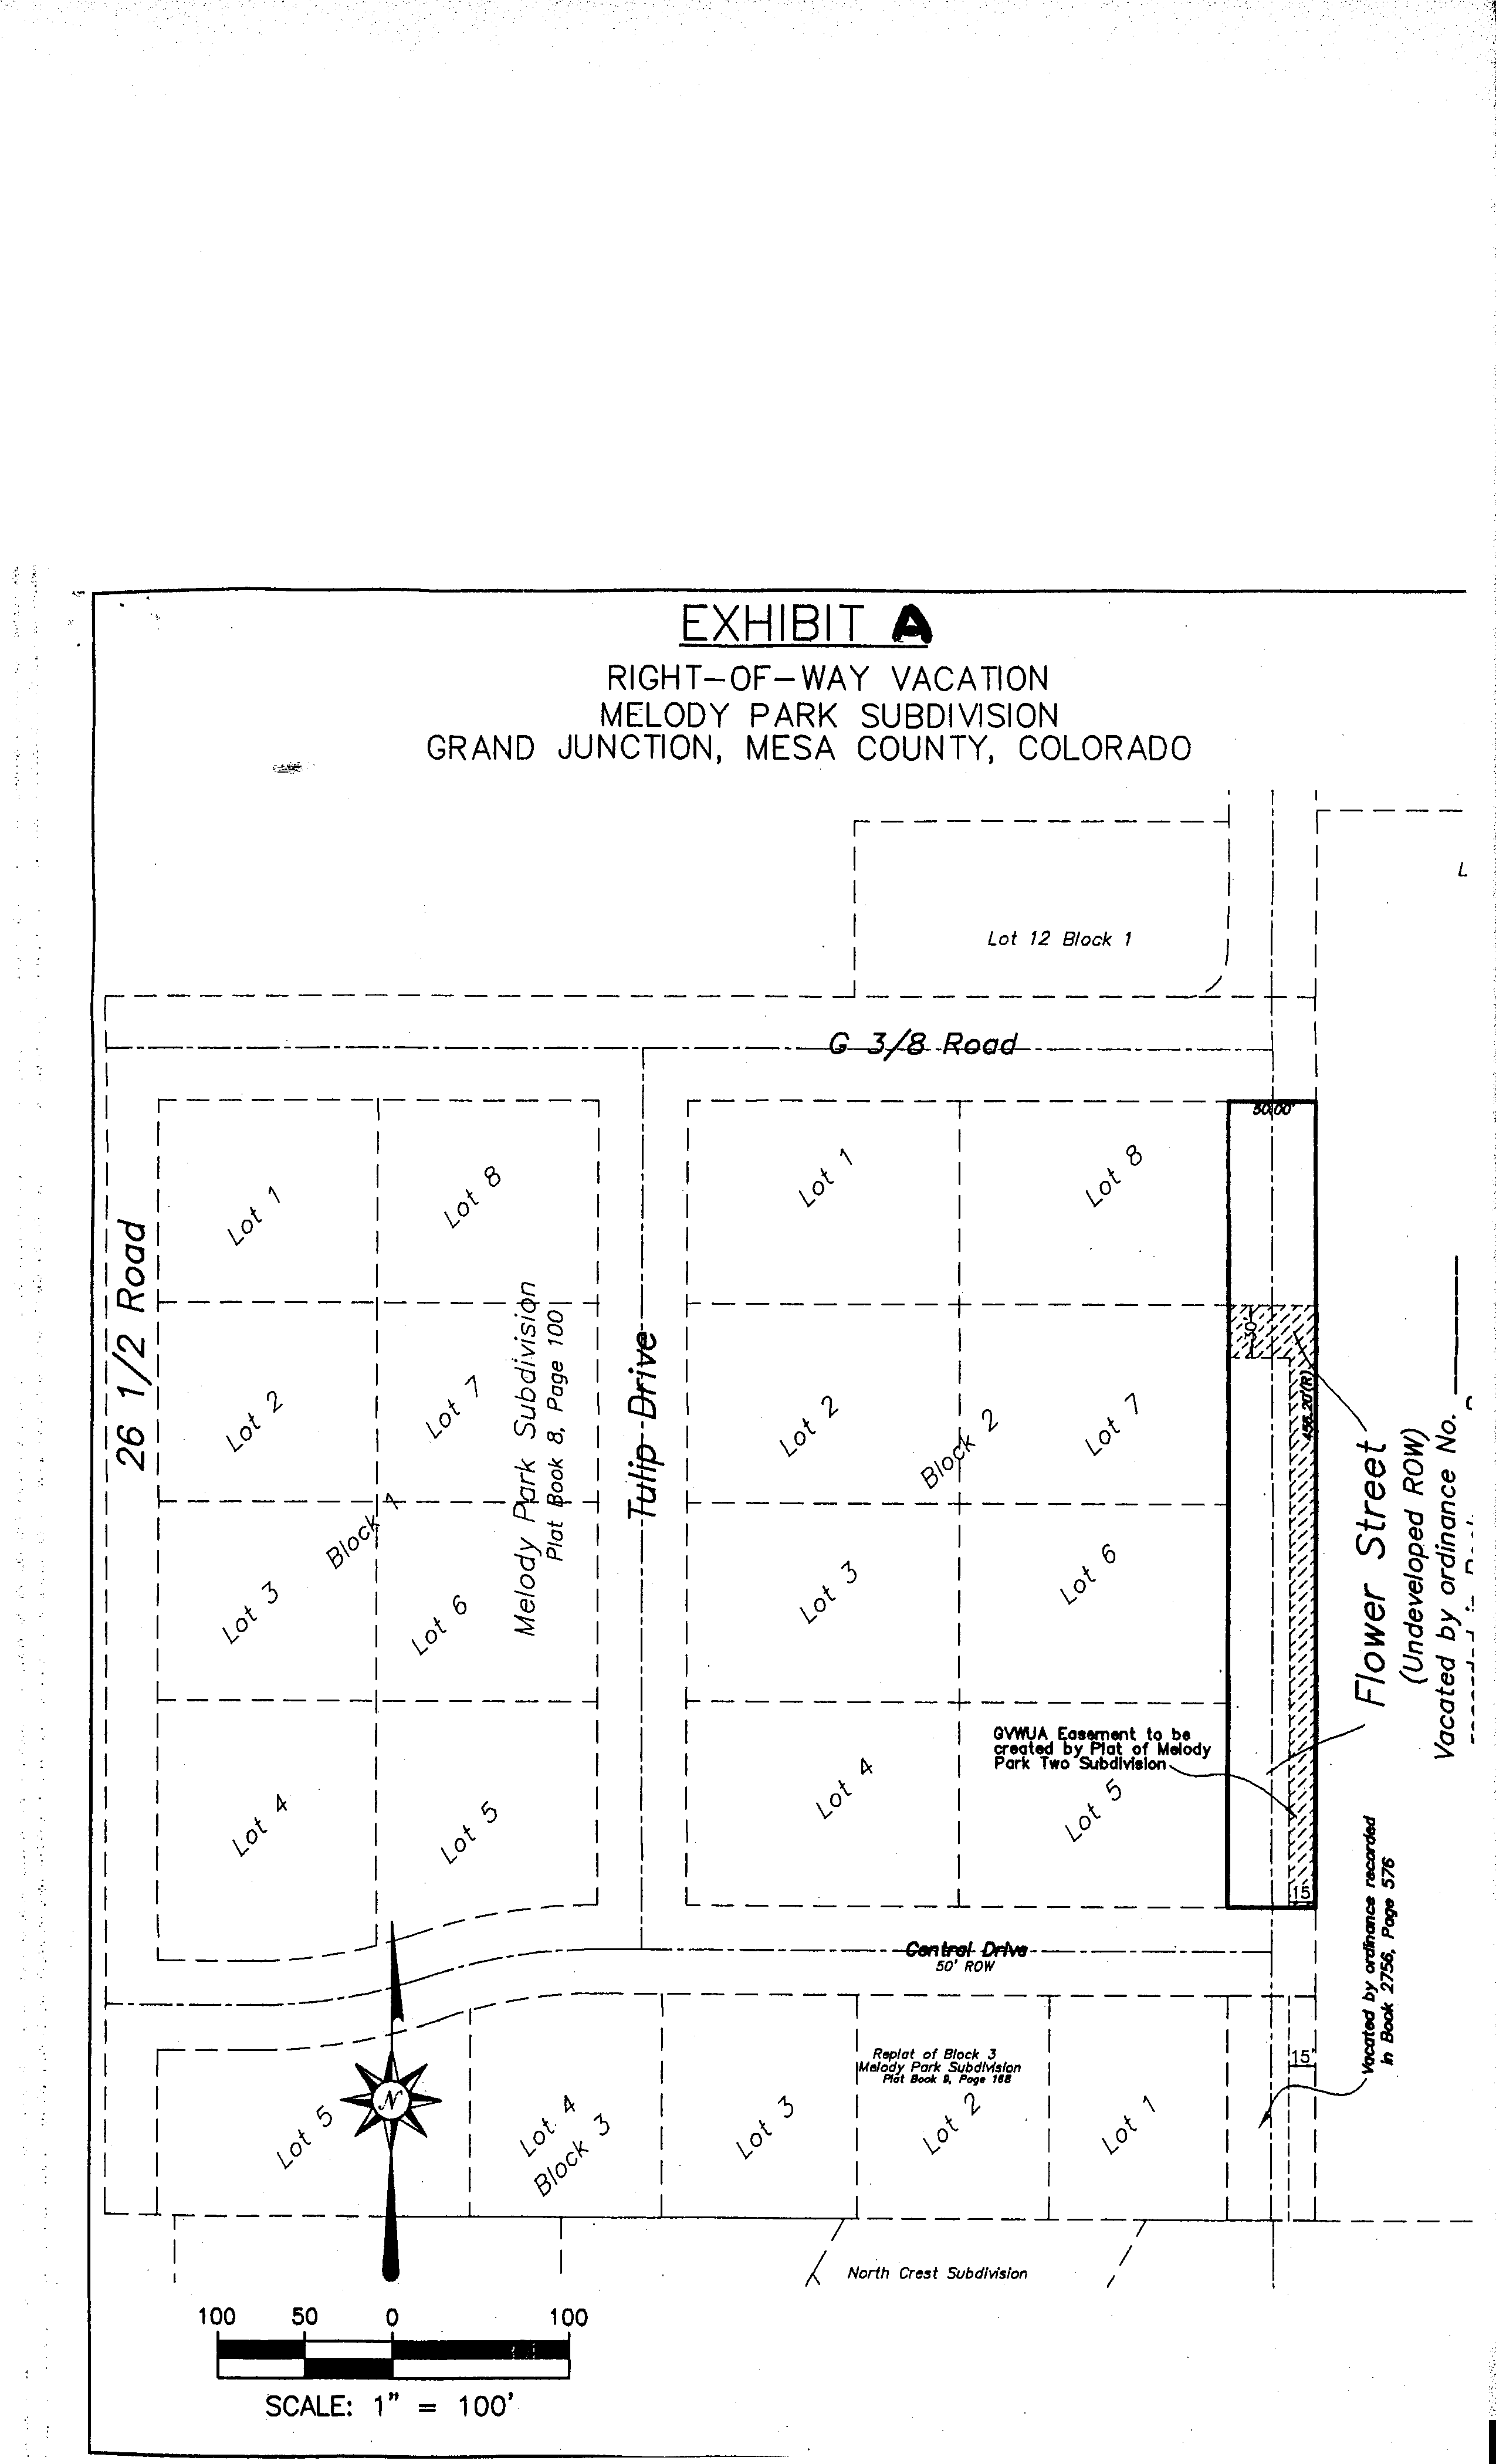 EXHIBIT A
RIGHT-OF-WAY VACATION
MELODY PARK SUBDIVISION
GRAND JUNCTION, MESA COUNTY, COLORADO
L
Lot 12 Block 1
G 3/8 Road
50.00'
Lot 1
Lot 8
Lot 1
Lot 8
26 1/2 Road
Melody Park Subdivision
Plat Book 8, Page 100
Tulip Drive
30'
Lot 2
Lot 7
Lot 2
Block 2
Lot 7
Flower Street
(Undeveloped ROW)
Vacated by ordinance No.
Block 1
Lot 3
Lot 6
Lot 3
Lot 6
GVWUA Easement to be
created by Plat of Melody
Park Two Subdivision
Lot 4
Lot 5
Lot 4
Lot 5
15'
Vacated by ordinance recorded
in Book 2756, Page 576
Central Drive
50' ROW
Replat of Block 3
Melody Park Subdivision
Plat Book 9, Page 168
15'
N
Lot 5
Lot 4
Block 3
Lot 3
Lot 2
Lot 1
North Crest Subdivision
100 50 0 100
SCALE: 1" = 100'